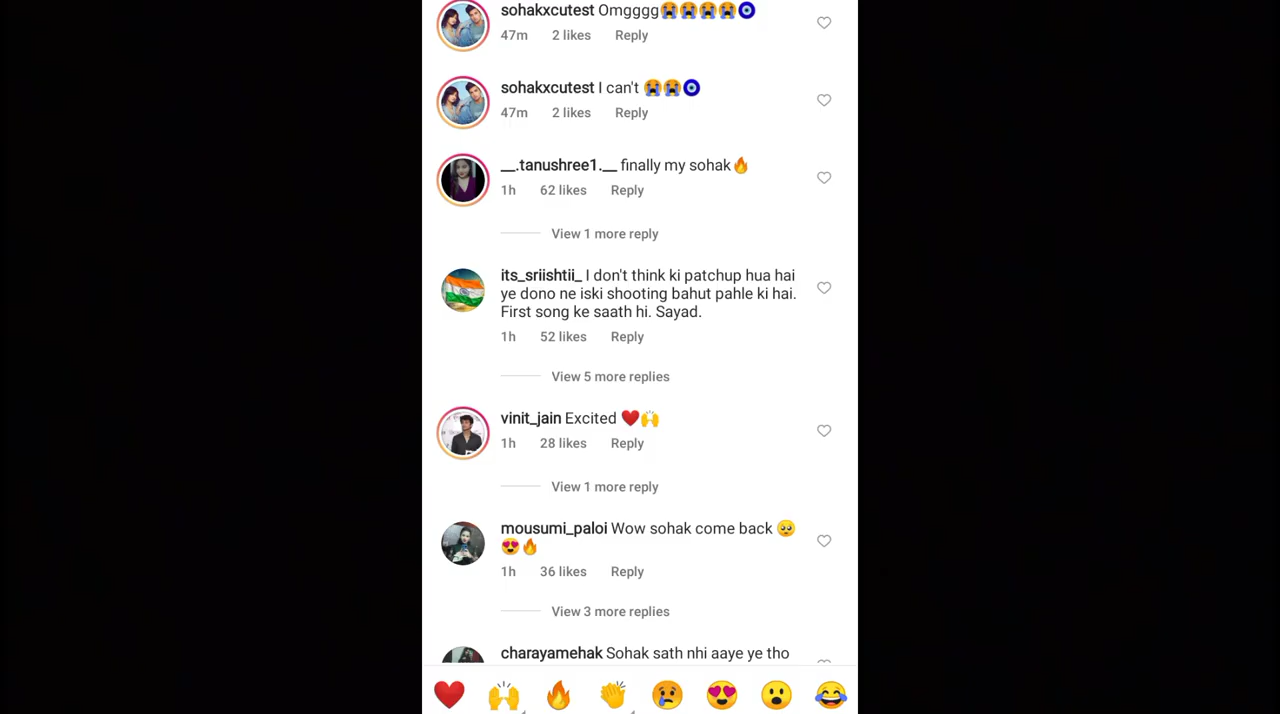 sohakxcutest Omgggg😭😭😭😭🧿
47m 2 likes Reply
sohakxcutest I can't 😭😭🧿
47m 2 likes Reply
__.tanushree1.__ finally my sohak🔥
1h 62 likes Reply
View 1 more reply
its_sriishtii_ I don't think ki patchup hua hai
ye dono ne iski shooting bahut pahle ki hai.
First song ke saath hi. Sayad.
1h 52 likes Reply
View 5 more replies
vinit_jain Excited ❤️🙌
1h 28 likes Reply
View 1 more reply
mousumi_paloi Wow sohak come back 🥺
😍🔥
1h 36 likes Reply
View 3 more replies
charayamehak Sohak sath nhi aaye ye tho
❤️🙌🔥👏😢😍😮😂